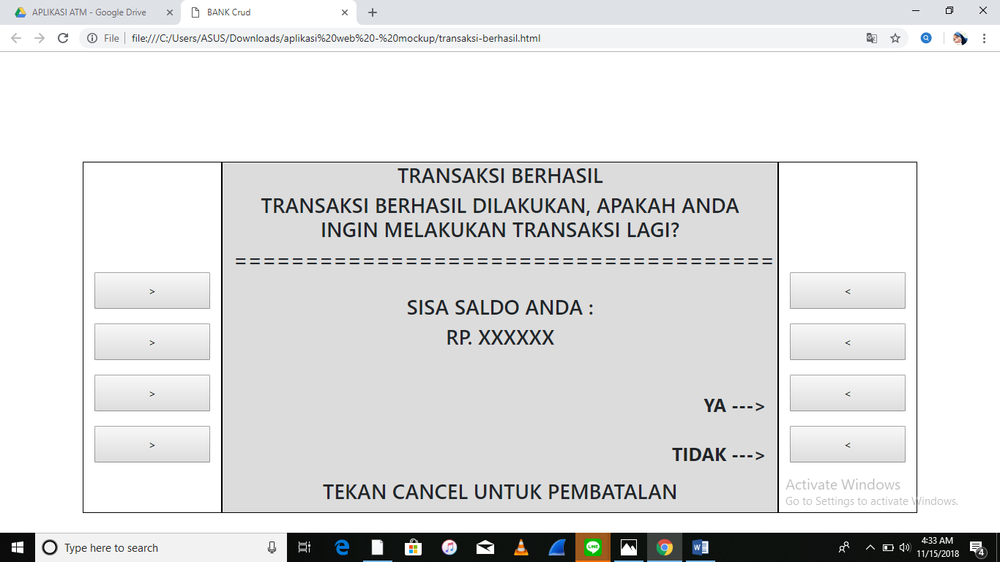 APLIKASI ATM - Google Drive
BANK Crud
File
file:///C:/Users/ASUS/Downloads/aplikasi%20web%20-%20mockup/transaksi-berhasil.html
TRANSAKSI BERHASIL
TRANSAKSI BERHASIL DILAKUKAN, APAKAH ANDA
INGIN MELAKUKAN TRANSAKSI LAGI?
======================================
> <
SISA SALDO ANDA :
> RP. XXXXXX <
> YA ---> <
> TIDAK ---> <
TEKAN CANCEL UNTUK PEMBATALAN
Activate Windows
Go to Settings to activate Windows.
Type here to search
LINE
4:33 AM
11/15/2018
4